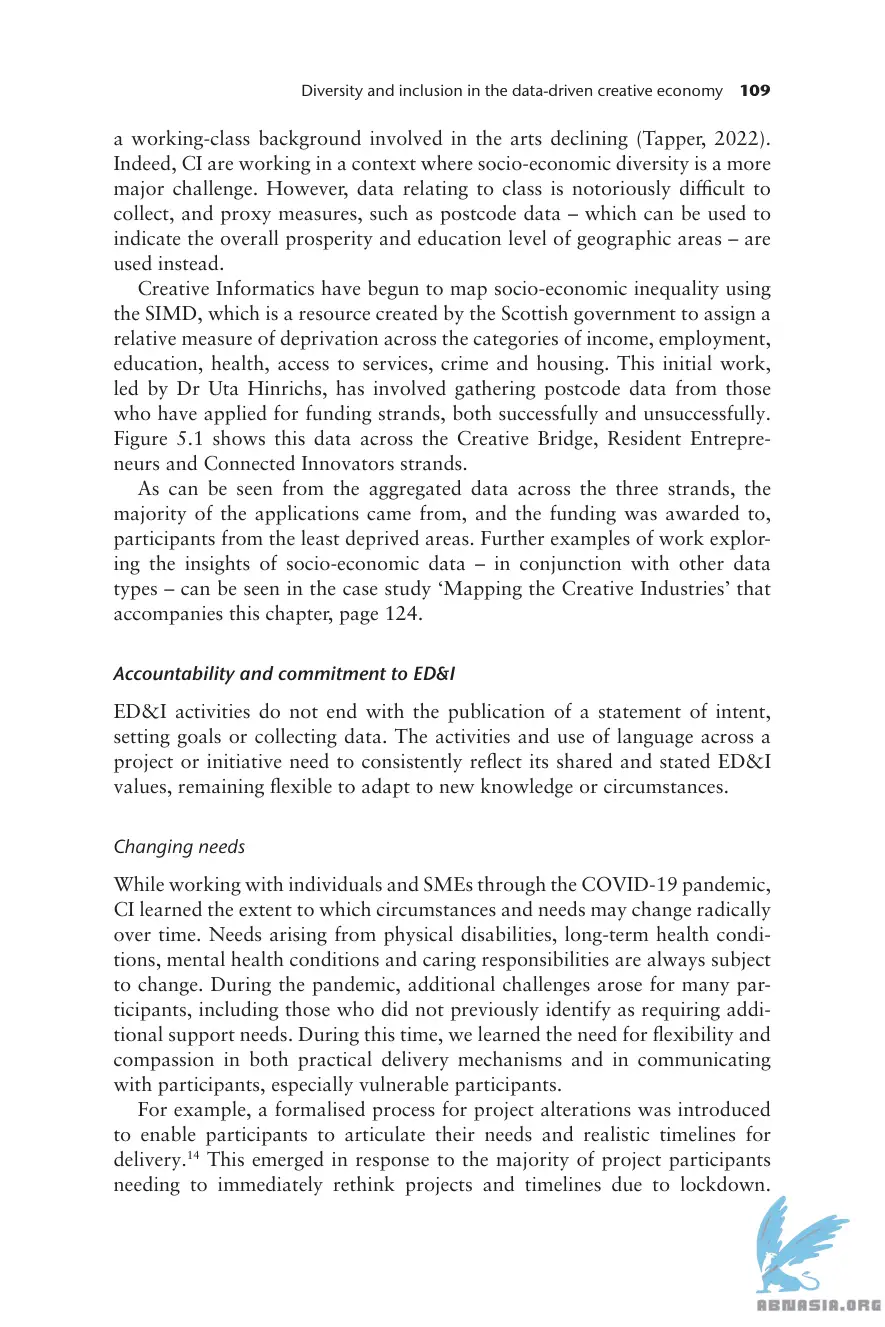 Diversity and inclusion in the data-driven creative economy 109
a working-class background involved in the arts declining (Tapper, 2022).
Indeed, CI are working in a context where socio-economic diversity is a more
major challenge. However, data relating to class is notoriously difficult to
collect, and proxy measures, such as postcode data – which can be used to
indicate the overall prosperity and education level of geographic areas – are
used instead.
Creative Informatics have begun to map socio-economic inequality using
the SIMD, which is a resource created by the Scottish government to assign a
relative measure of deprivation across the categories of income, employment,
education, health, access to services, crime and housing. This initial work,
led by Dr Uta Hinrichs, has involved gathering postcode data from those
who have applied for funding strands, both successfully and unsuccessfully.
Figure 5.1 shows this data across the Creative Bridge, Resident Entrepre-
neurs and Connected Innovators strands.
As can be seen from the aggregated data across the three strands, the
majority of the applications came from, and the funding was awarded to,
participants from the least deprived areas. Further examples of work explor-
ing the insights of socio-economic data – in conjunction with other data
types – can be seen in the case study ‘Mapping the Creative Industries’ that
accompanies this chapter, page 124.
Accountability and commitment to ED&I
ED&I activities do not end with the publication of a statement of intent,
setting goals or collecting data. The activities and use of language across a
project or initiative need to consistently reflect its shared and stated ED&I
values, remaining flexible to adapt to new knowledge or circumstances.
Changing needs
While working with individuals and SMEs through the COVID-19 pandemic,
CI learned the extent to which circumstances and needs may change radically
over time. Needs arising from physical disabilities, long-term health condi-
tions, mental health conditions and caring responsibilities are always subject
to change. During the pandemic, additional challenges arose for many par-
ticipants, including those who did not previously identify as requiring addi-
tional support needs. During this time, we learned the need for flexibility and
compassion in both practical delivery mechanisms and in communicating
with participants, especially vulnerable participants.
For example, a formalised process for project alterations was introduced
to enable participants to articulate their needs and realistic timelines for
delivery.14 This emerged in response to the majority of project participants
needing to immediately rethink projects and timelines due to lockdown.
ABNASIA.ORG